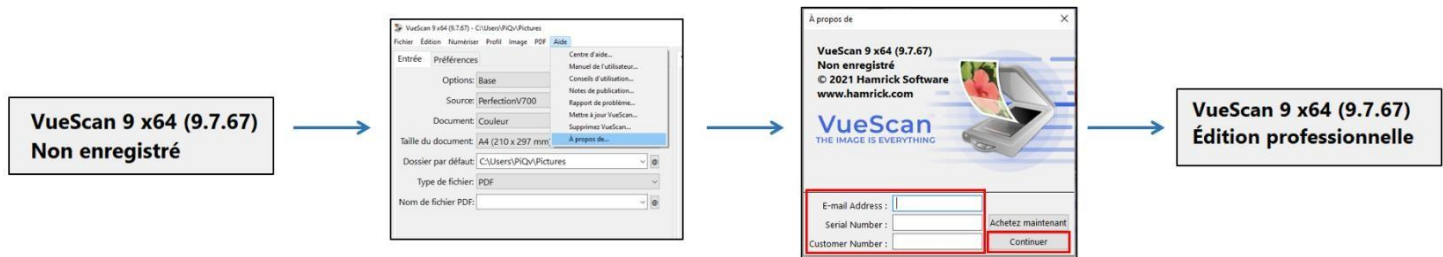 VueScan 9 x64 (9.7.67)
Non enregistré
VueScan 9 x64 (9.7.67) - C:\Users\PiQv\Pictures
Fichier Édition Numériser Profil Image PDF Aide
Entrée Préférences
Options: Base
Source: PerfectionV700
Document: Couleur
Taille du document: A4 (210 x 297 mm)
Dossier par défaut: C:\Users\PiQv\Pictures
Type de fichier: PDF
Nom de fichier PDF:
Centre d'aide...
Manuel de l'utilisateur...
Conseils d'utilisation...
Notes de publication...
Rapport de problème...
Mettre à jour VueScan...
Supprimez VueScan...
À propos de...
À propos de
VueScan 9 x64 (9.7.67)
Non enregistré
© 2021 Hamrick Software
www.hamrick.com
VueScan
THE IMAGE IS EVERYTHING
E-mail Address :
Serial Number :
Achetez maintenant
Customer Number :
Continuer
VueScan 9 x64 (9.7.67)
Édition professionnelle